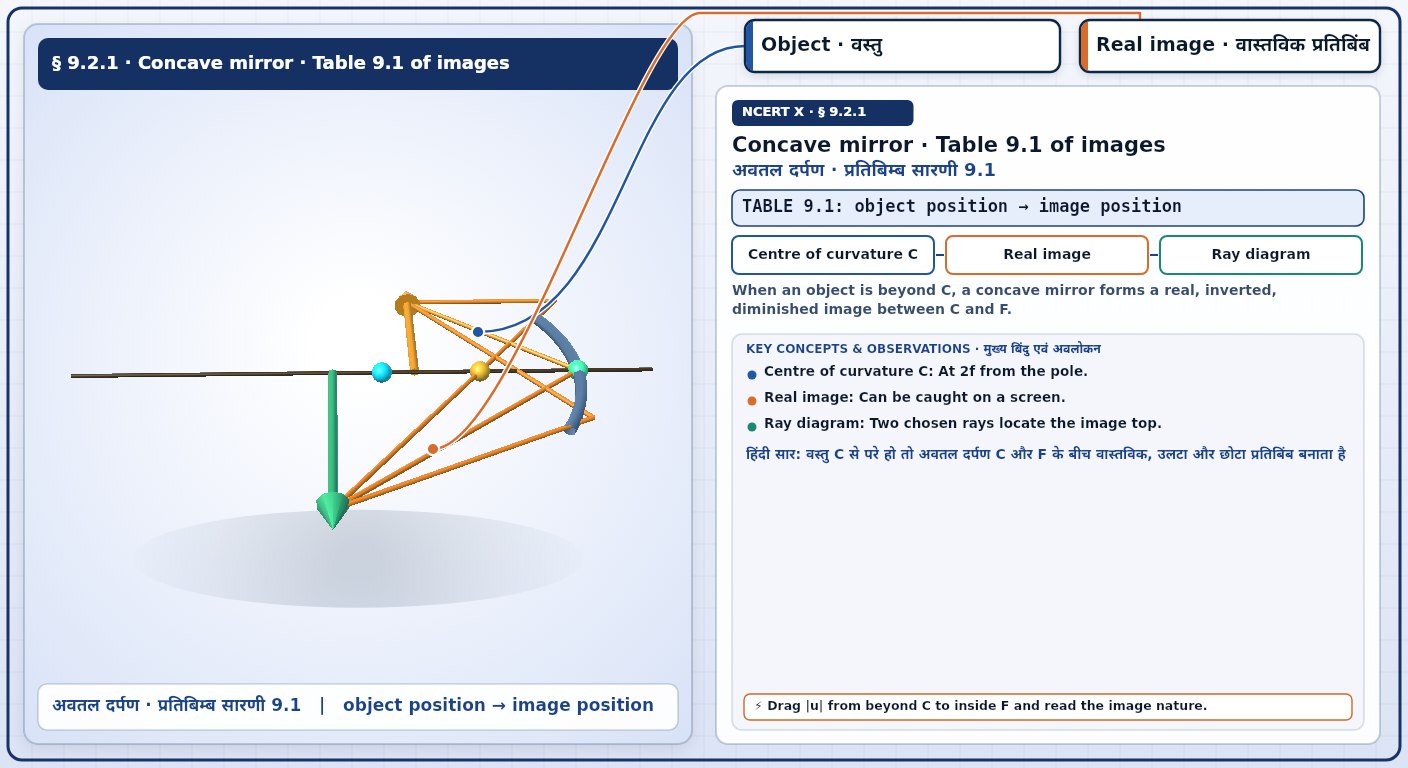 § 9.2.1 · Concave mirror · Table 9.1 of images
Object · वस्तु
Real image · वास्तविक प्रतिबिंब
NCERT X · § 9.2.1
Concave mirror · Table 9.1 of images
अवतल दर्पण · प्रतिबिम्ब सारणी 9.1
TABLE 9.1: object position → image position
Centre of curvature C
Real image
Ray diagram
When an object is beyond C, a concave mirror forms a real, inverted,
diminished image between C and F.
KEY CONCEPTS & OBSERVATIONS · मुख्य बिंदु एवं अवलोकन
Centre of curvature C: At 2f from the pole.
Real image: Can be caught on a screen.
Ray diagram: Two chosen rays locate the image top.
हिंदी सार: वस्तु C से परे हो तो अवतल दर्पण C और F के बीच वास्तविक, उलटा और छोटा प्रतिबिंब बनाता है
⚡ Drag |u| from beyond C to inside F and read the image nature.
अवतल दर्पण · प्रतिबिम्ब सारणी 9.1 | object position → image position